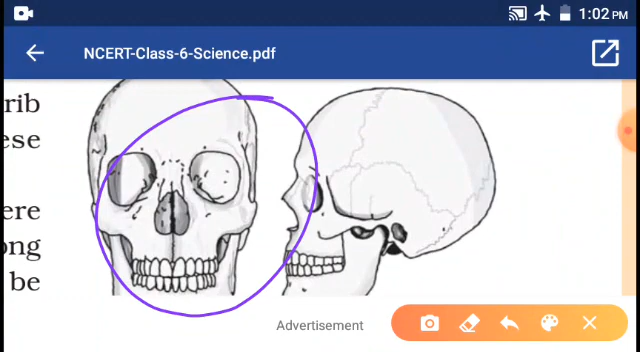 1:02 PM
NCERT-Class-6-Science.pdf
rib
ese
ere
ong
be
Advertisement